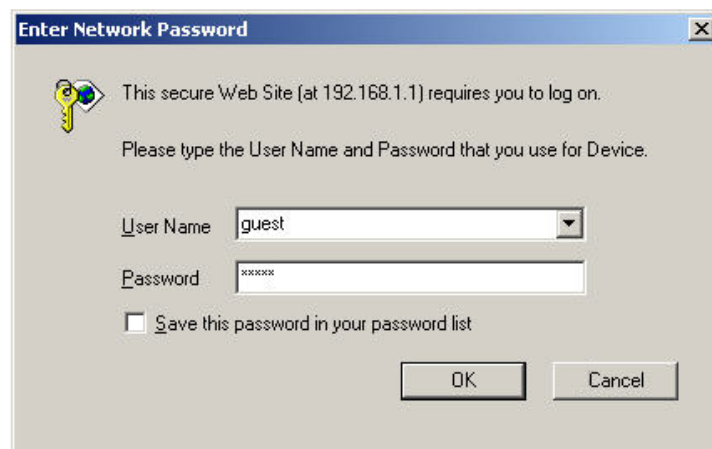 Enter Network Password
This secure Web Site (at 192.168.1.1) requires you to log on.
Please type the User Name and Password that you use for Device.
User Name guest
Password *****
Save this password in your password list
OK Cancel